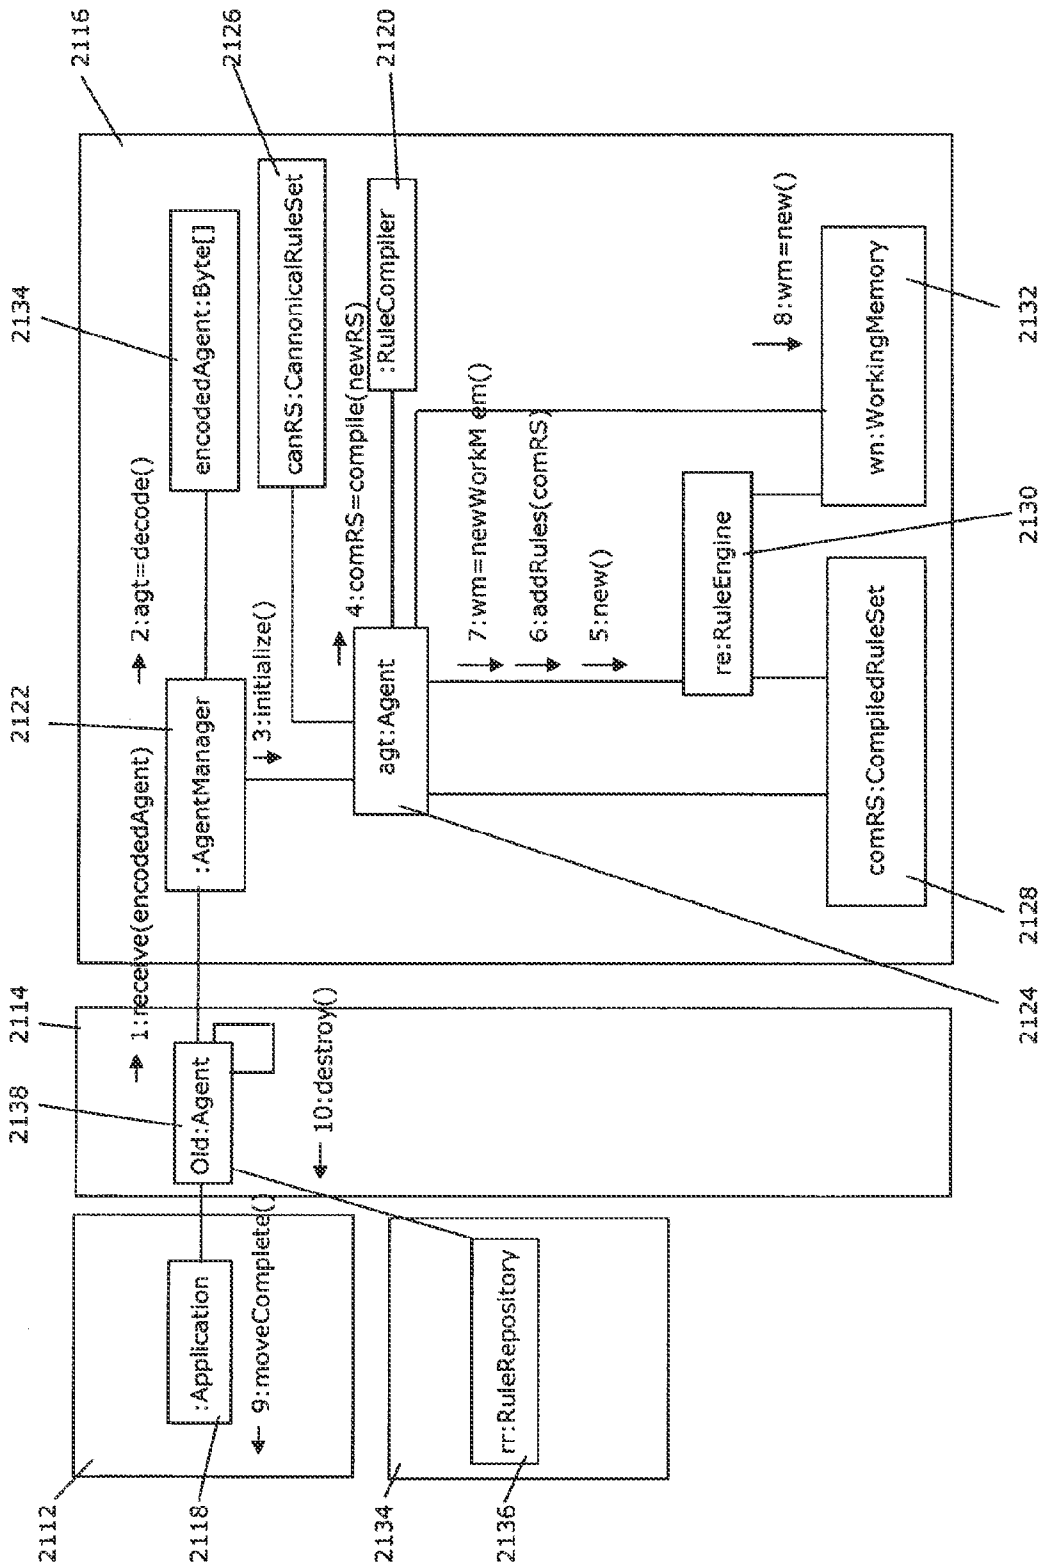 2116
2126
2120
2134
encodedAgent:Byte[]
canRS:CannonicalRuleSet
:RuleCompiler
8:wm=new()
wn:WorkingMemory
2132
2:agt=decode()
4:comRS=compile(newRS)
7:wm=newWorkM em()
6:addRules(comRS)
5:new()
re:RuleEngine
2130
2122
:AgentManager
3:initialize()
agt:Agent
comRS:CompiledRuleSet
2128
1:receive(encodedAgent)
2114
2138
Old:Agent
10:destroy()
2124
:Application
9:moveComplete()
rr:RuleRepository
2112
2118
2134
2136